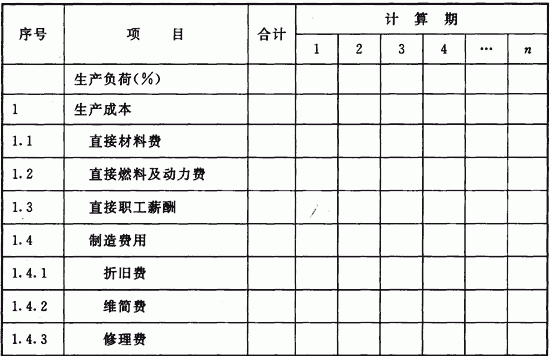 序号 项目 合计 计算期
1 2 3 4 … n
生产负荷(%)
1 生产成本
1.1 直接材料费
1.2 直接燃料及动力费
1.3 直接职工薪酬
1.4 制造费用
1.4.1 折旧费
1.4.2 维简费
1.4.3 修理费